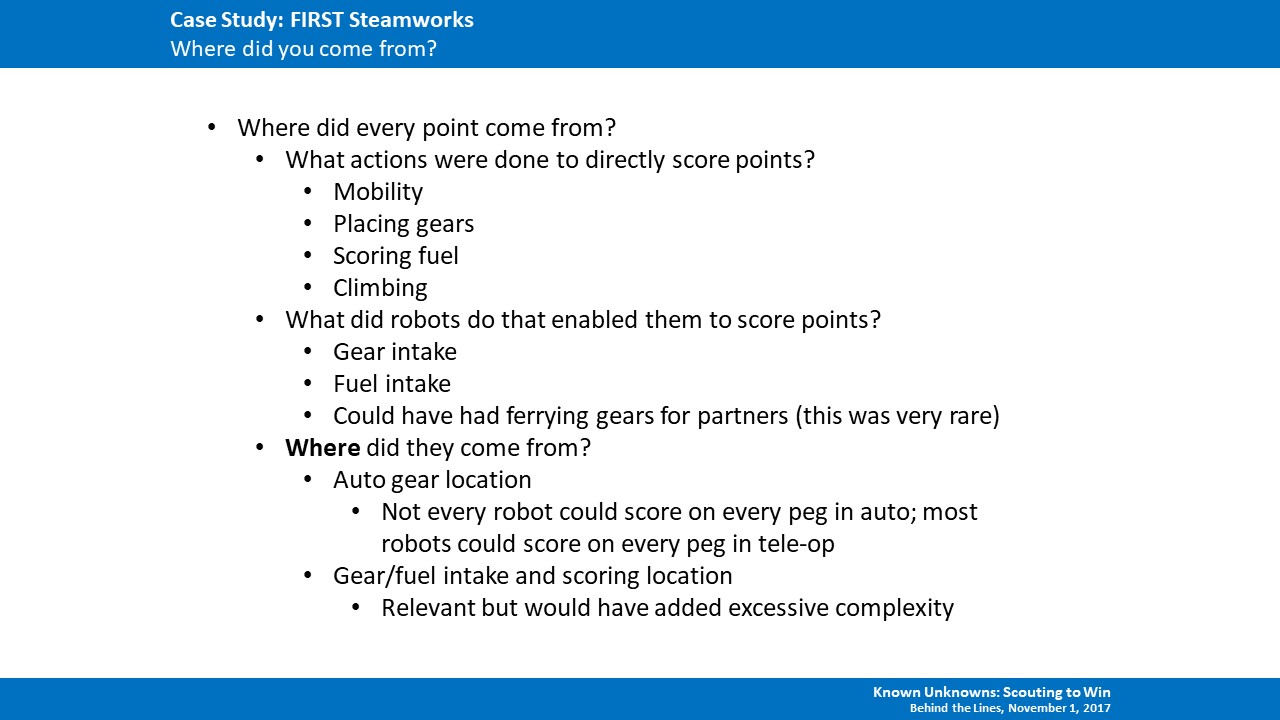 Case Study: FIRST Steamworks
Where did you come from?
• Where did every point come from?
• What actions were done to directly score points?
• Mobility
• Placing gears
• Scoring fuel
• Climbing
• What did robots do that enabled them to score points?
• Gear intake
• Fuel intake
• Could have had ferrying gears for partners (this was very rare)
• Where did they come from?
• Auto gear location
• Not every robot could score on every peg in auto; most
robots could score on every peg in tele-op
• Gear/fuel intake and scoring location
• Relevant but would have added excessive complexity
Known Unknowns: Scouting to Win
Behind the Lines, November 1, 2017